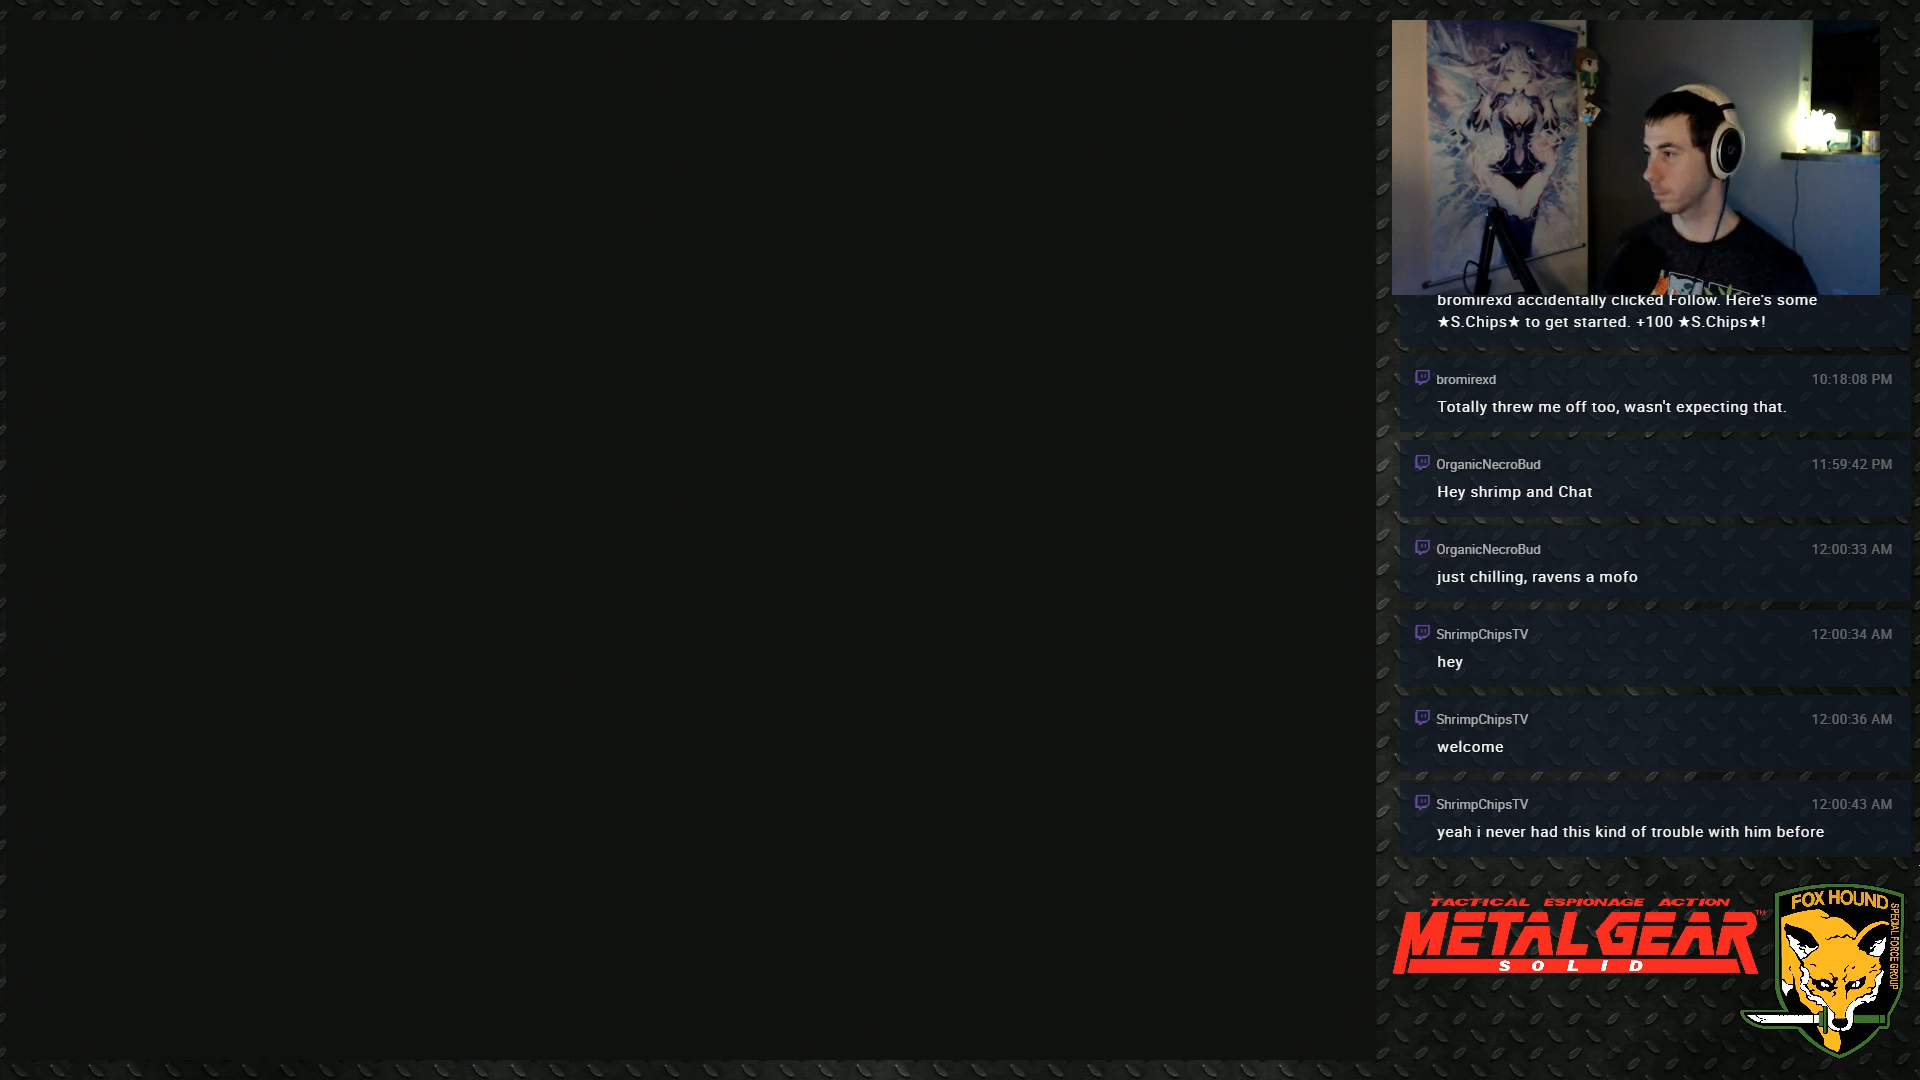 bromirexd accidentally clicked Follow. Here's some
★S.Chips★ to get started. +100 ★S.Chips★!
bromirexd 10:18:08 PM
Totally threw me off too, wasn't expecting that.
OrganicNecroBud 11:59:42 PM
Hey shrimp and Chat
OrganicNecroBud 12:00:33 AM
just chilling, ravens a mofo
ShrimpChipsTV 12:00:34 AM
hey
ShrimpChipsTV 12:00:36 AM
welcome
ShrimpChipsTV 12:00:43 AM
yeah i never had this kind of trouble with him before
TACTICAL ESPIONAGE ACTION
METAL GEAR™
SOLID
FOX HOUND
SPECIAL FORCE GROUP